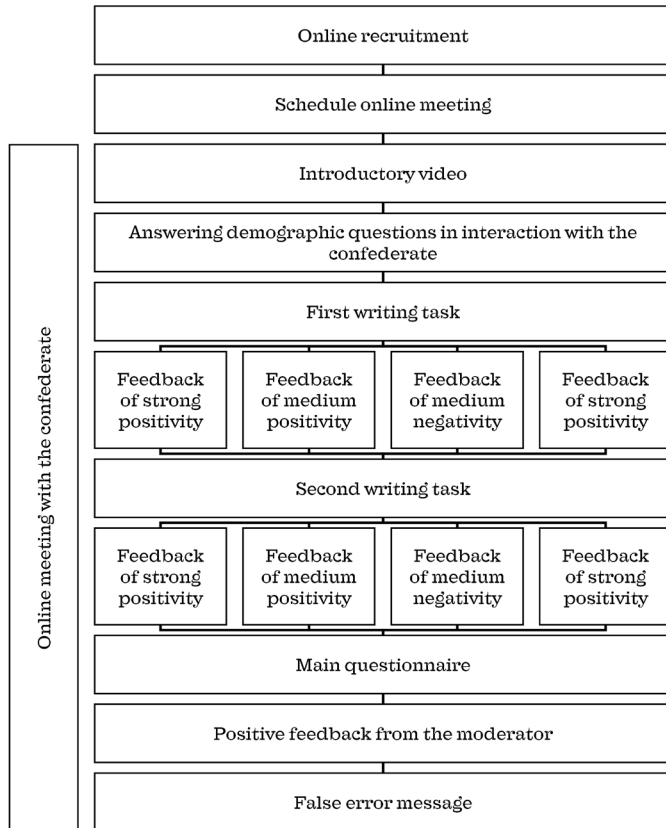 Online recruitment
Schedule online meeting
Online meeting with the confederate
Introductory video
Answering demographic questions in interaction with the
confederate
First writing task
Feedback
of strong
positivity
Feedback
of medium
positivity
Feedback
of medium
negativity
Feedback
of strong
positivity
Second writing task
Feedback
of strong
positivity
Feedback
of medium
positivity
Feedback
of medium
negativity
Feedback
of strong
positivity
Main questionnaire
Positive feedback from the moderator
False error message